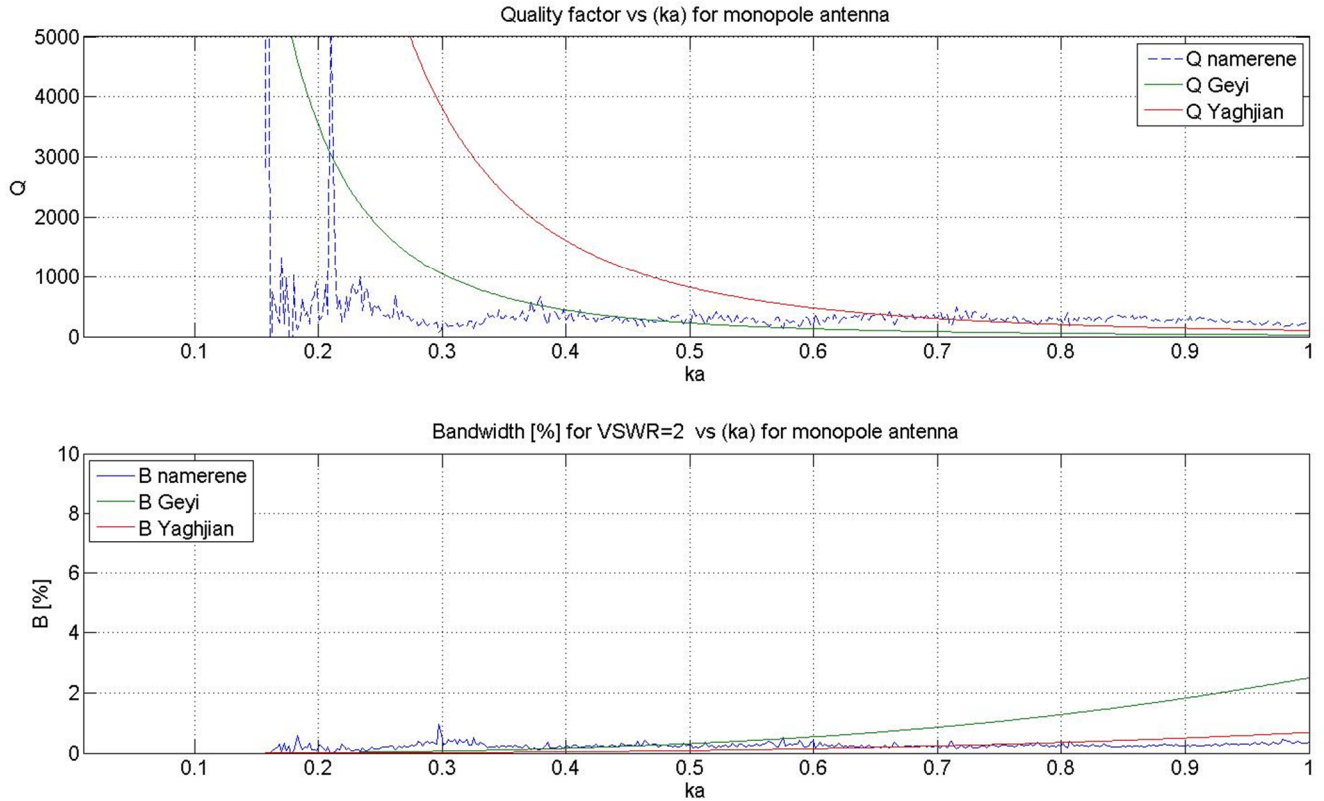 Quality factor vs (ka) for monopole antenna
5000
4000
3000
2000
1000
0
Q
Q namerene
Q Geyi
Q Yaghjian
0.1 0.2 0.3 0.4 0.5 0.6 0.7 0.8 0.9 1
ka
Bandwidth [%] for VSWR=2 vs (ka) for monopole antenna
10
8
6
4
2
0
B [%]
B namerene
B Geyi
B Yaghjian
0.1 0.2 0.3 0.4 0.5 0.6 0.7 0.8 0.9 1
ka